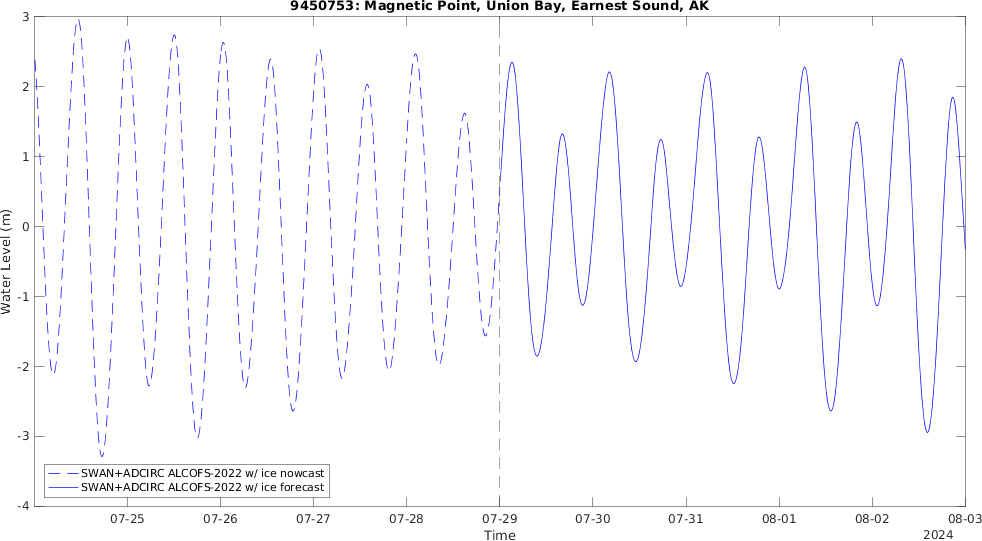 9450753: Magnetic Point, Union Bay, Earnest Sound, AK
3
2
1
0
-1
-2
-3
-4
Water Level (m)
SWAN+ADCIRC ALCOFS-2022 w/ ice nowcast
SWAN+ADCIRC ALCOFS-2022 w/ ice forecast
07-25 07-26 07-27 07-28 07-29 07-30 07-31 08-01 08-02 08-03
Time
2024